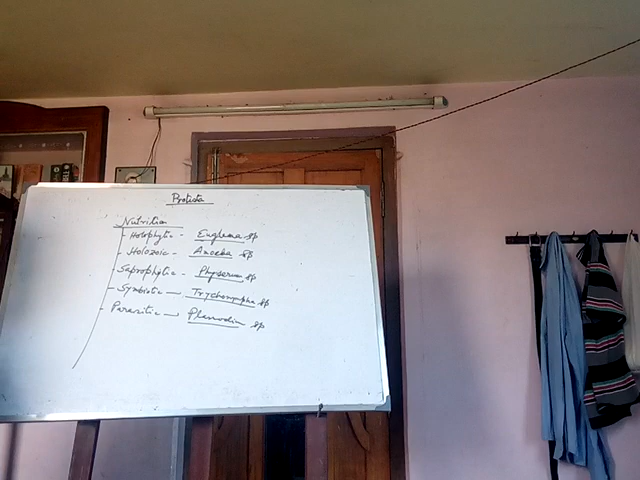 Protista
Nutrition
- Holophytic - Euglena sp
- Holozoic - Amoeba sp
- Saprophytic - Physarum sp
- Symbiotic - Trychonympha sp
- Parasitic - Plasmodium sp